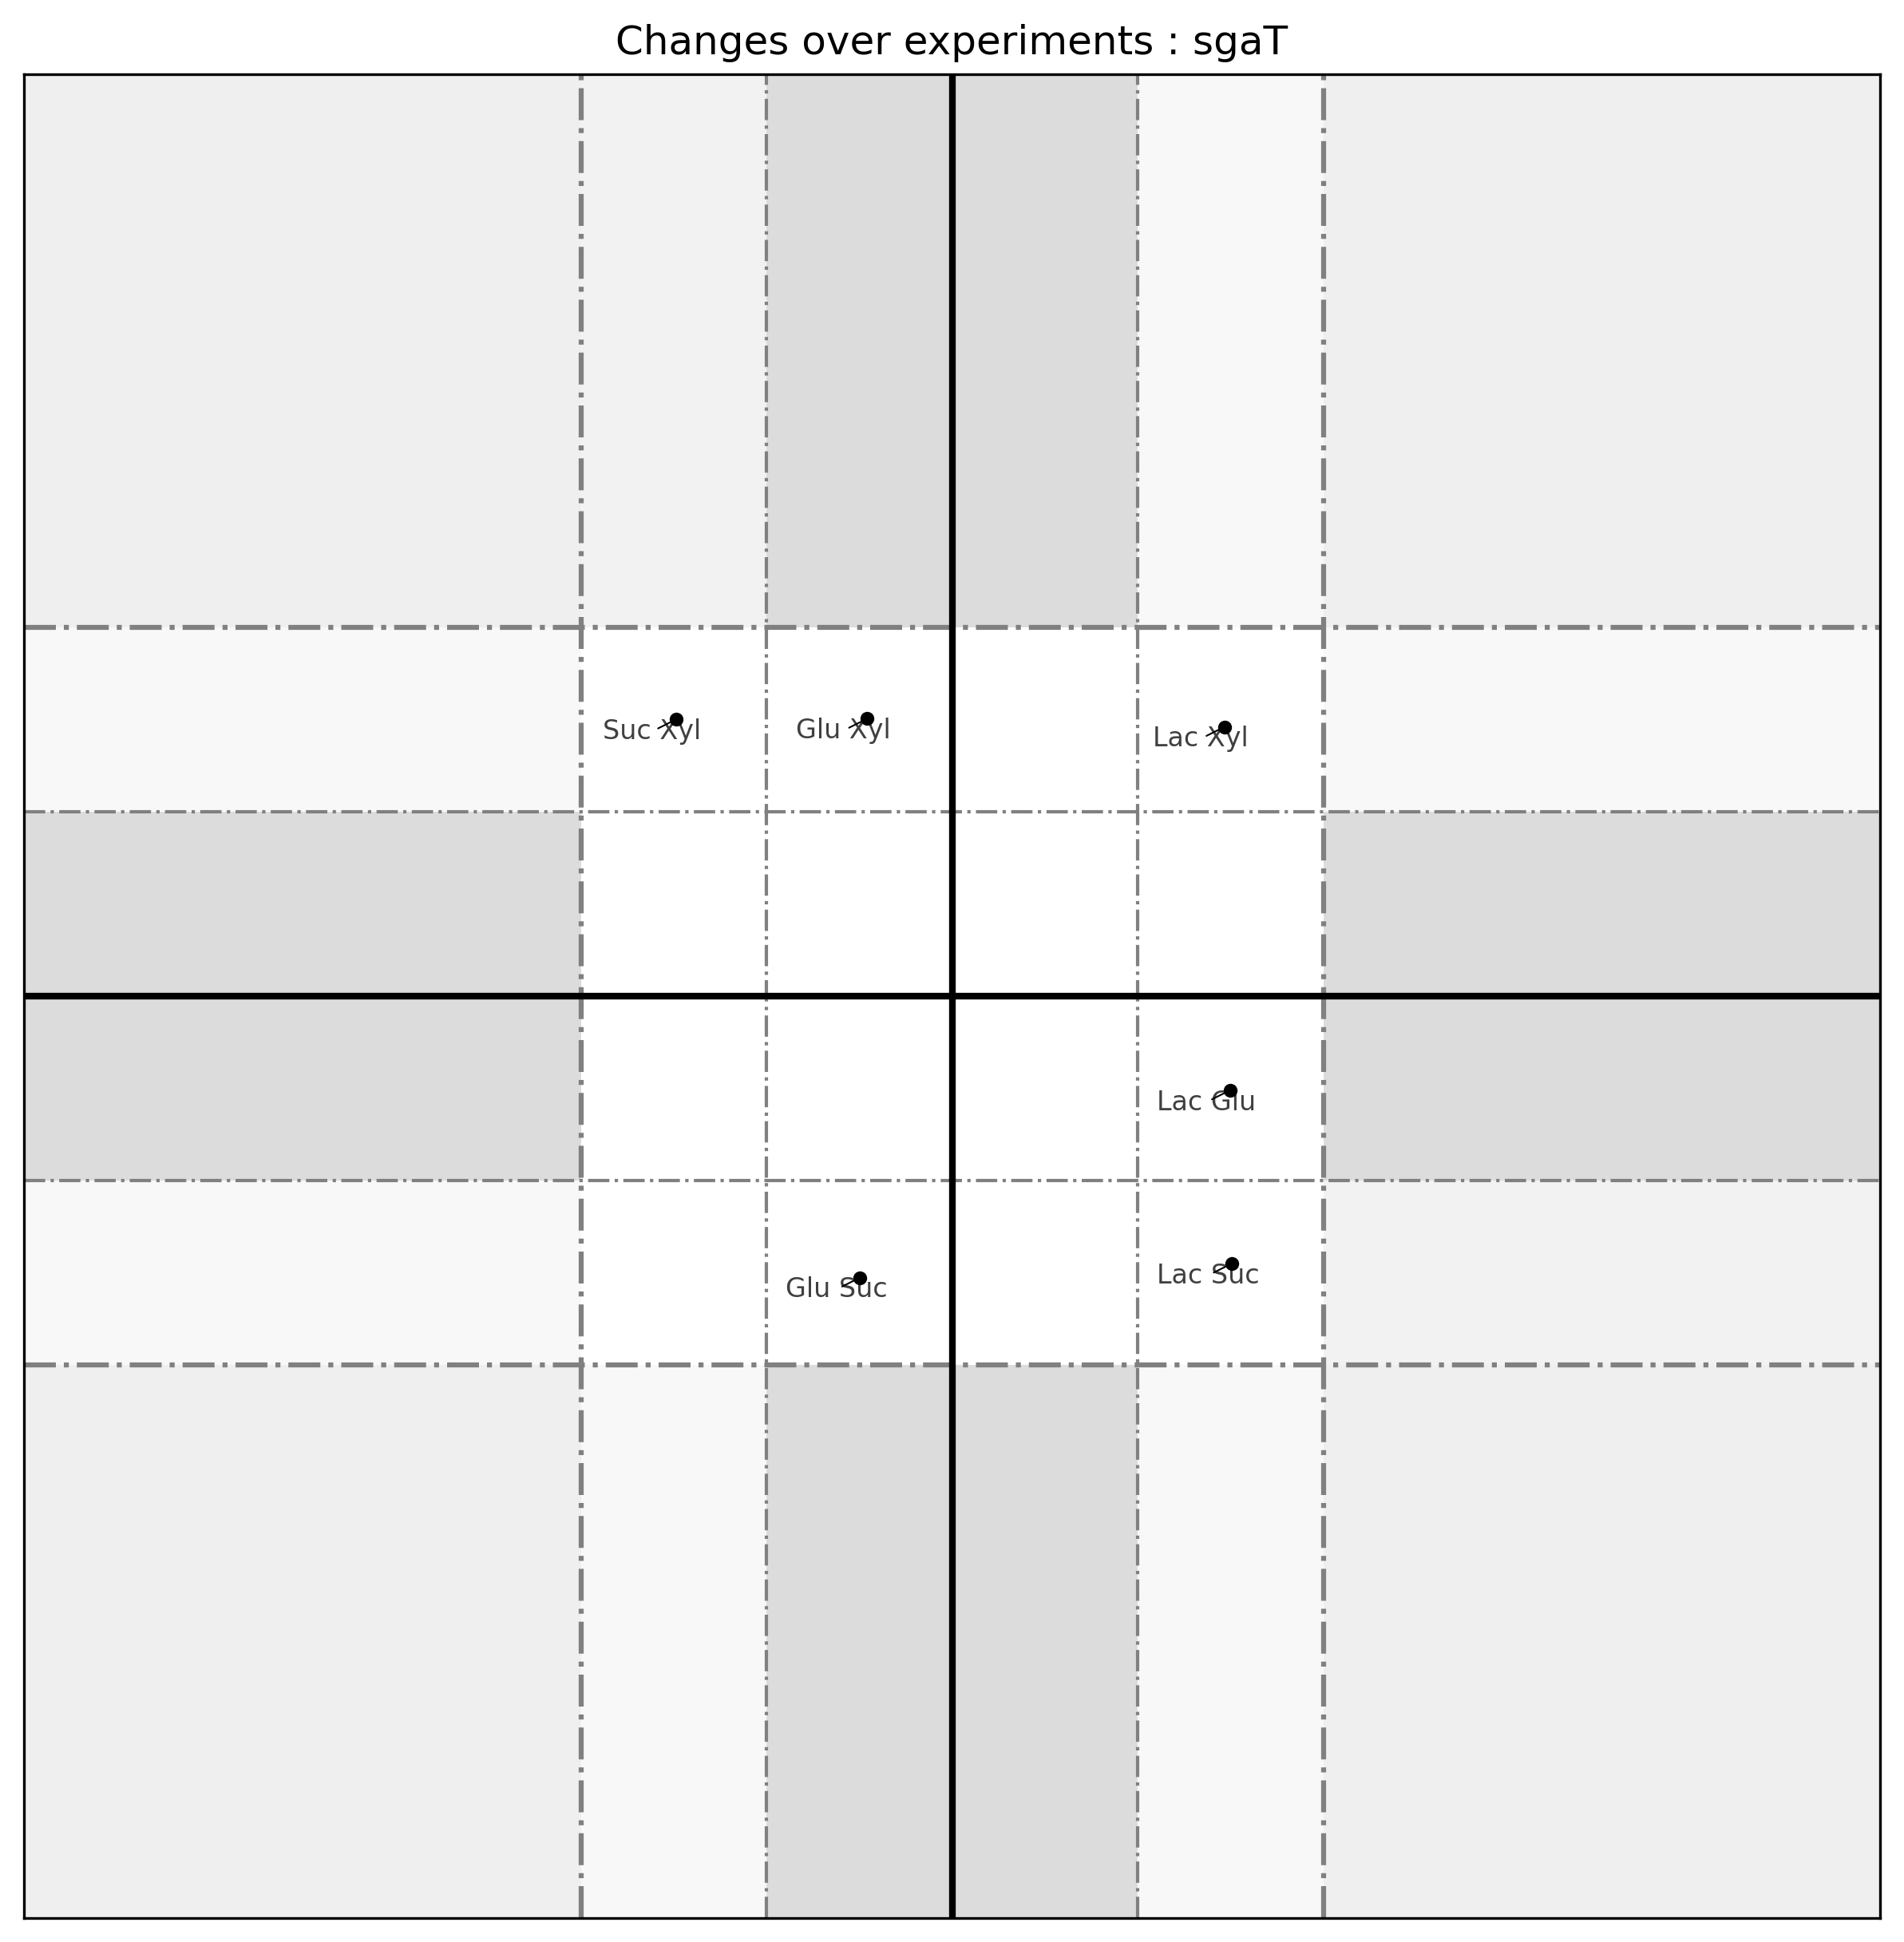 Changes over experiments : sgaT
Suc Xyl
Glu Xyl
Lac Xyl
Lac Glu
Glu Suc
Lac Suc